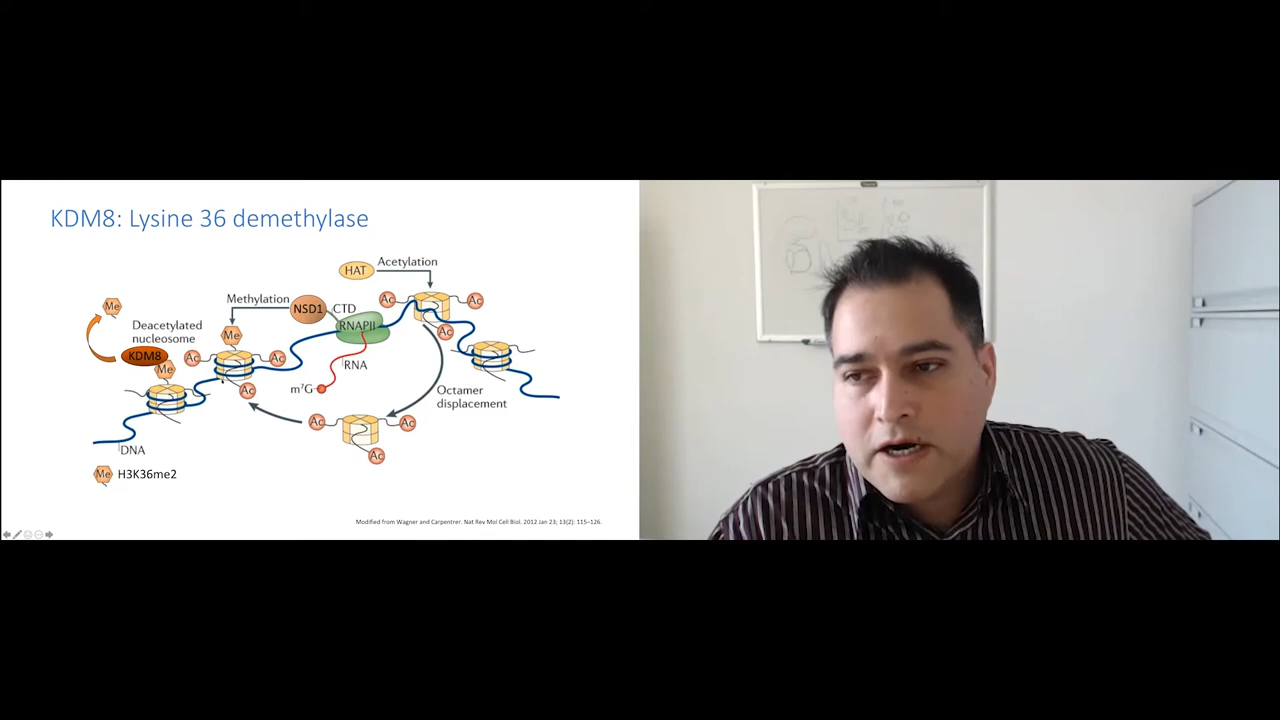 KDM8: Lysine 36 demethylase
HAT
Acetylation
Methylation
NSD1
CTD
RNAPII
Ac
Ac
Ac
Me
Deacetylated
nucleosome
KDM8
Me
Me
Ac
Ac
Ac
RNA
m7G
Octamer
displacement
Ac
Ac
Ac
DNA
Me H3K36me2
Modified from Wagner and Carpentrer. Nat Rev Mol Cell Biol. 2012 Jan 23; 13(2): 115–126.